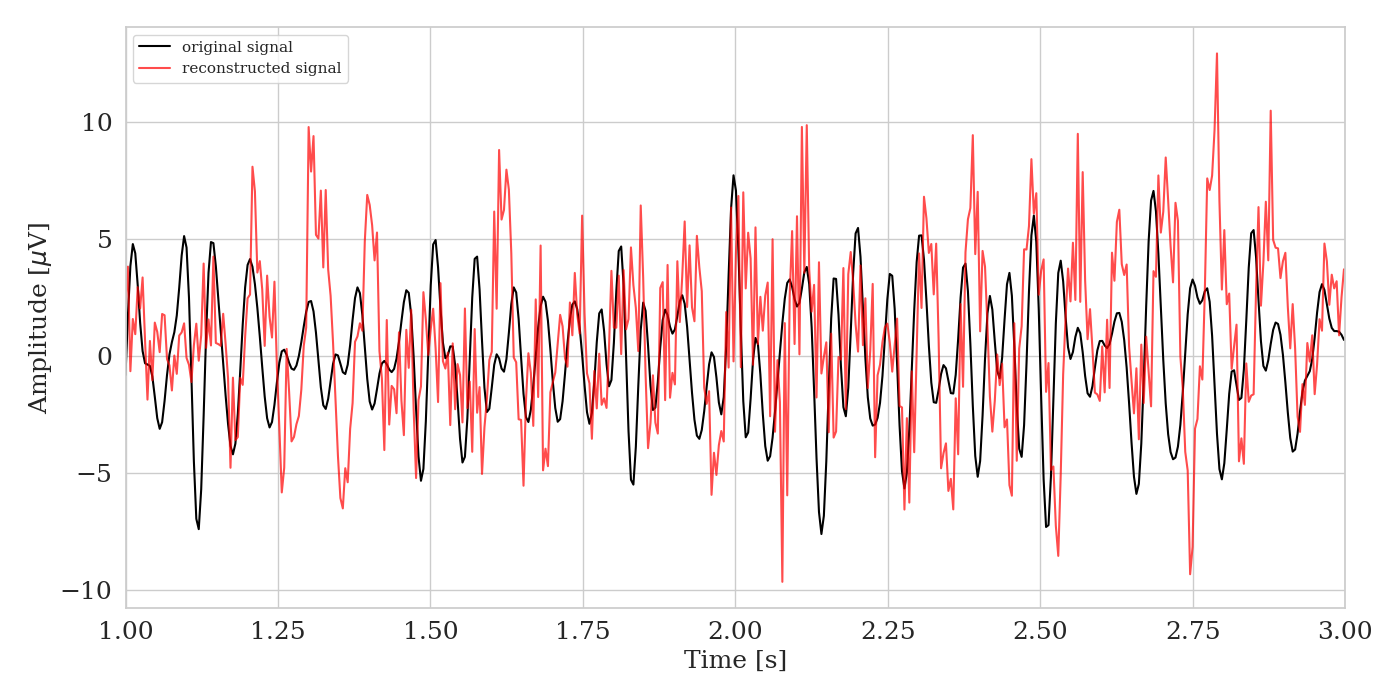 original signal
reconstructed signal
Amplitude [μV]
10
5
0
−5
−10
1.00 1.25 1.50 1.75 2.00 2.25 2.50 2.75 3.00
Time [s]